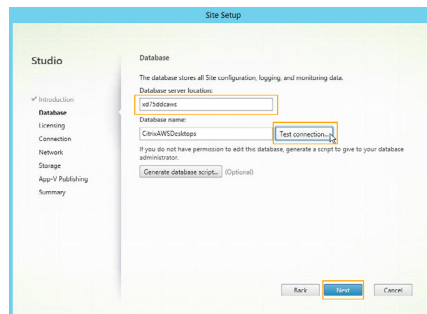 Site Setup
Studio
✔ Introduction
Database
Licensing
Connection
Network
Storage
App-V Publishing
Summary
Database
The database stores all Site configuration, logging, and monitoring data.
Database server location:
xd75ddcaws
Database name:
CitrixAWSDesktops
Test connection...
If you do not have permission to edit this database, generate a script to give to your database
administrator.
Generate database script... (Optional)
Back Next Cancel